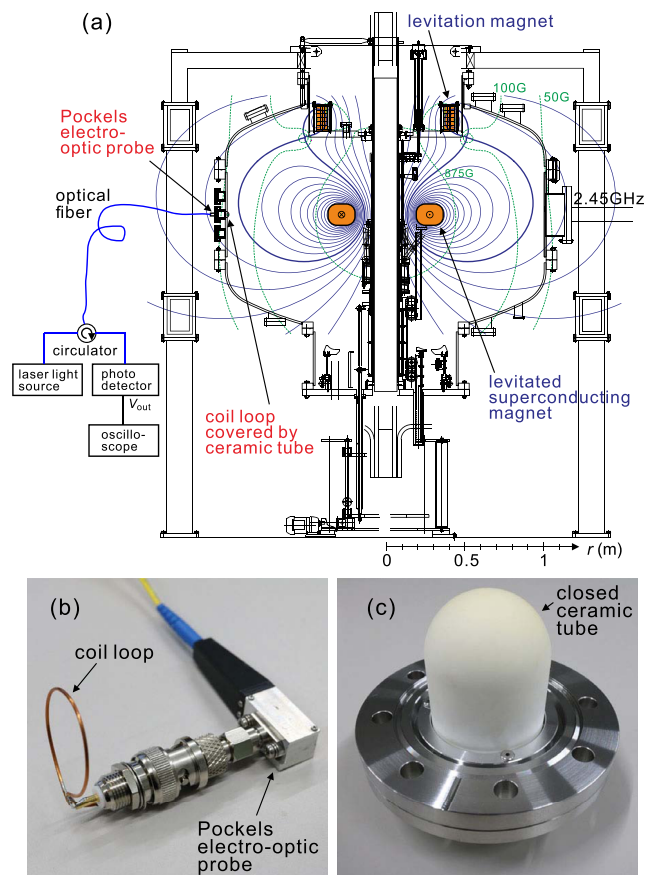 (a)
levitation magnet
100G
50G
Pockels
electro-
optic probe
875G
optical
fiber
2.45GHz
circulator
laser light
source
photo
detector
Vout
oscillo-
scope
coil loop
covered by
ceramic tube
levitated
superconducting
magnet
0
0.5
1
r (m)
(b)
coil loop
Pockels
electro-optic
probe
(c)
closed
ceramic
tube